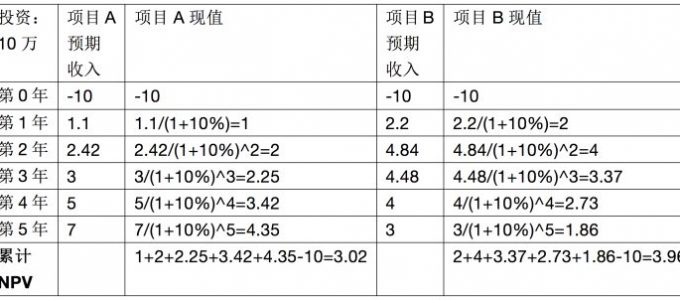 投资：10 万 项目 A 预期收入 项目 A 现值 项目 B 预期收入 项目 B 现值
第 0 年 -10 -10 -10 -10
第 1 年 1.1 1.1/(1+10%)=1 2.2 2.2/(1+10%)=2
第 2 年 2.42 2.42/(1+10%)^2=2 4.84 4.84/(1+10%)^2=4
第 3 年 3 3/(1+10%)^3=2.25 4.48 4.48/(1+10%)^3=3.37
第 4 年 5 5/(1+10%)^4=3.42 4 4/(1+10%)^4=2.73
第 5 年 7 7/(1+10%)^5=4.35 3 3/(1+10%)^5=1.86
累计 NPV 1+2+2.25+3.42+4.35-10=3.02 2+4+3.37+2.73+1.86-10=3.96